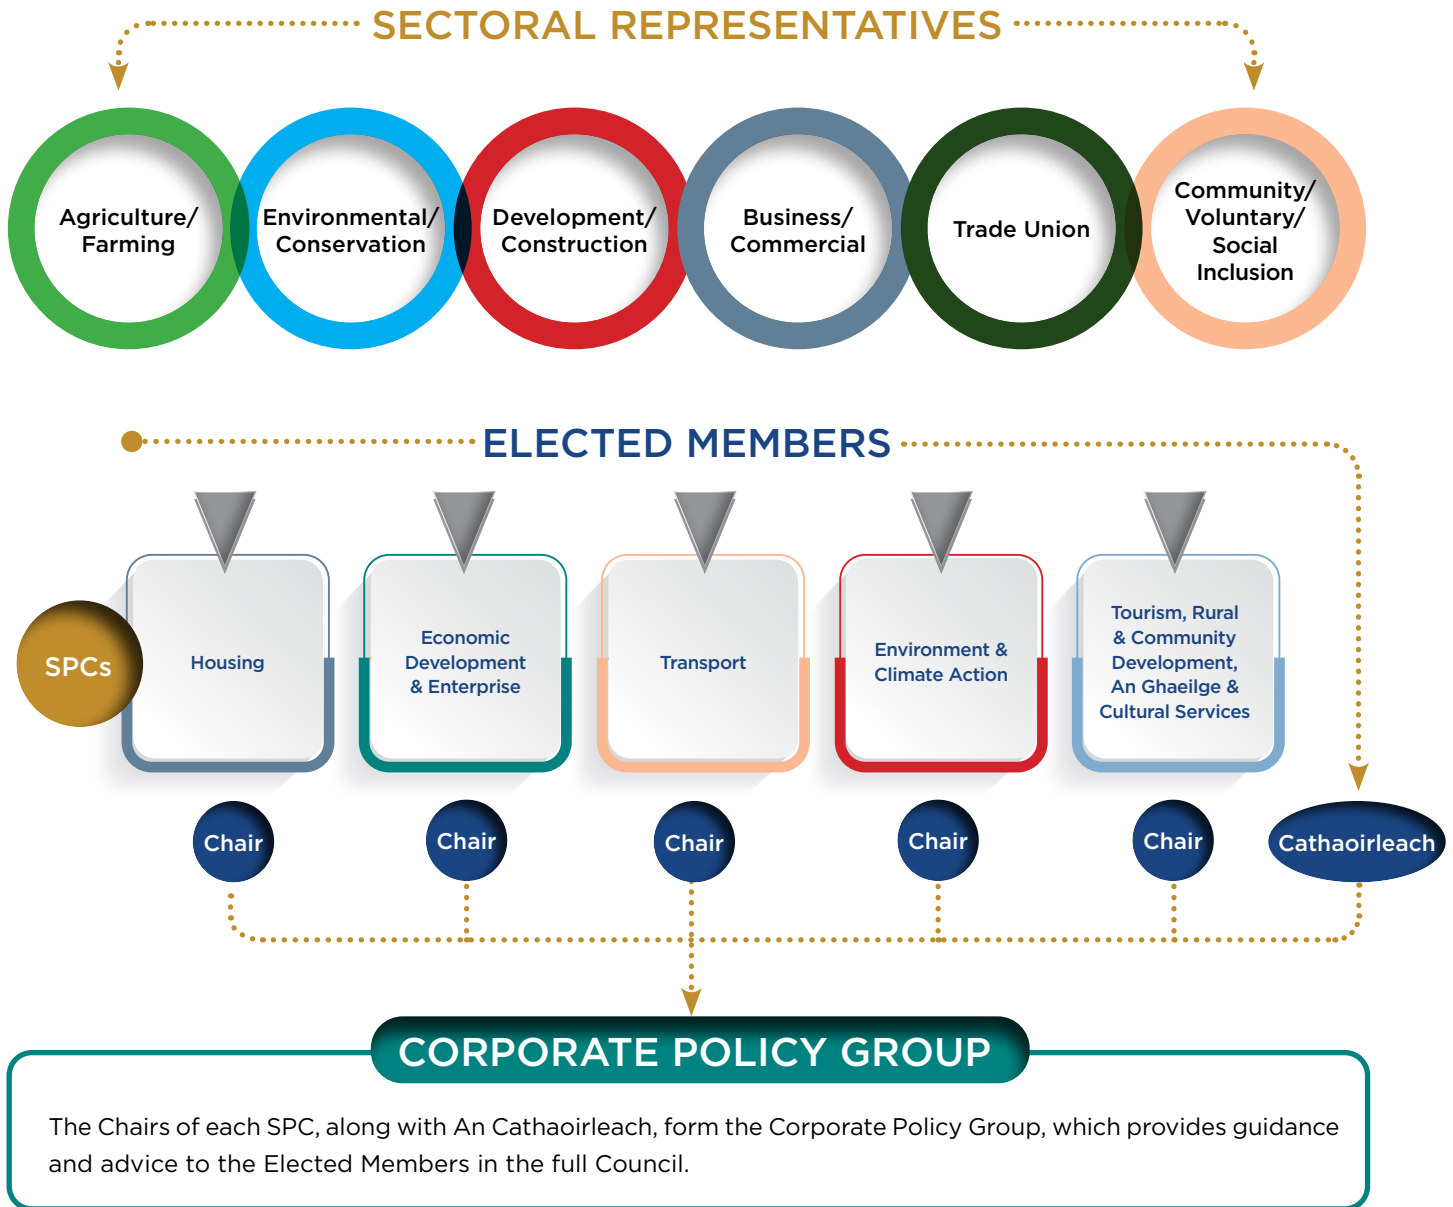 SECTORAL REPRESENTATIVES
Agriculture/
Farming
Environmental/
Conservation
Development/
Construction
Business/
Commercial
Trade Union
Community/
Voluntary/
Social
Inclusion
ELECTED MEMBERS
SPCs
Housing
Economic
Development
& Enterprise
Transport
Environment &
Climate Action
Tourism, Rural
& Community
Development,
An Ghaeilge &
Cultural Services
Chair
Chair
Chair
Chair
Chair
Cathaoirleach
CORPORATE POLICY GROUP
The Chairs of each SPC, along with An Cathaoirleach, form the Corporate Policy Group, which provides guidance
and advice to the Elected Members in the full Council.